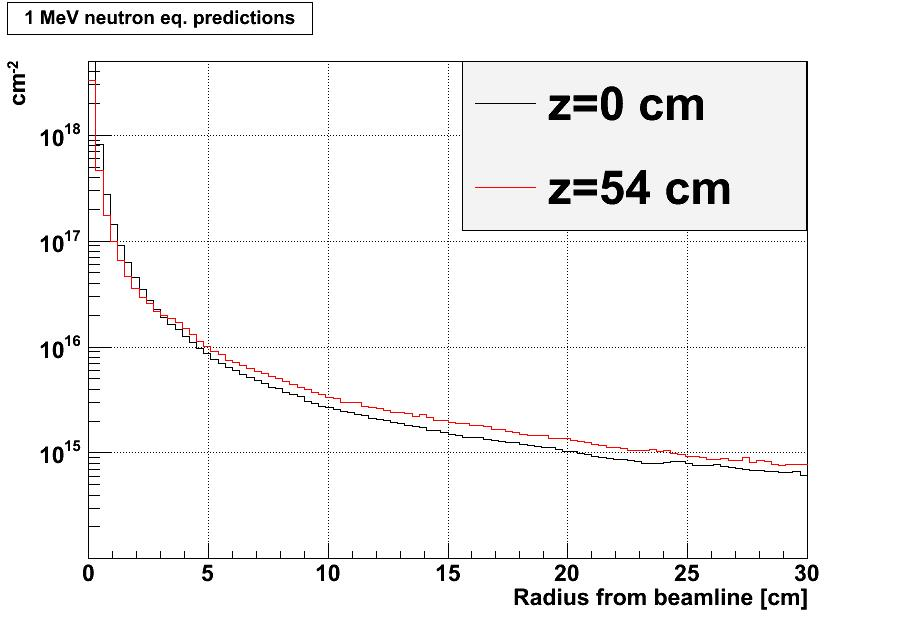 1 MeV neutron eq. predictions
cm⁻²
z=0 cm
z=54 cm
10¹⁸
10¹⁷
10¹⁶
10¹⁵
0 5 10 15 20 25 30
Radius from beamline [cm]